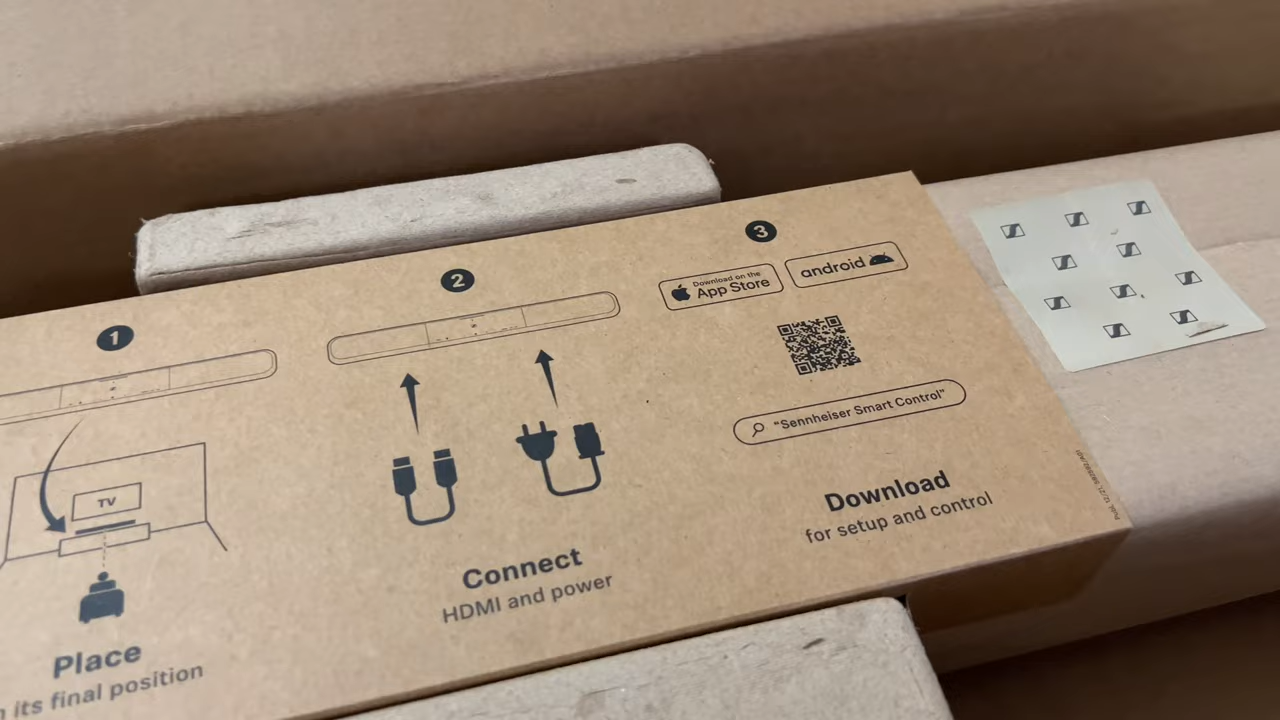 1
TV
Place
its final position
2
Connect
HDMI and power
3
Download on the
App Store
android
"Sennheiser Smart Control"
Download
for setup and control